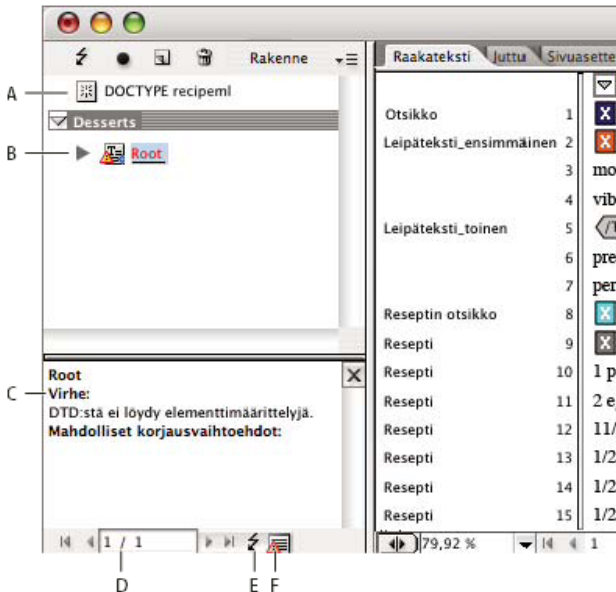 Rakenne
Raakateksti Juttu Sivuasette
A
DOCTYPE recipeml
Desserts
B
Root
Otsikko 1
Leipäteksti_ensimmäinen 2
3 mo
4 vib
Leipäteksti_toinen 5
6 pre
7 per
Reseptin otsikko 8
Resepti 9
Resepti 10 1 p
Resepti 11 2 e
Resepti 12 11/
Resepti 13 1/2
Resepti 14 1/2
Resepti 15 1/2
C
Root
Virhe:
DTD:stä ei löydy elementtimäärittelyjä.
Mahdolliset korjausvaihtoehdot:
1 / 1
79,92 % 1
D E F